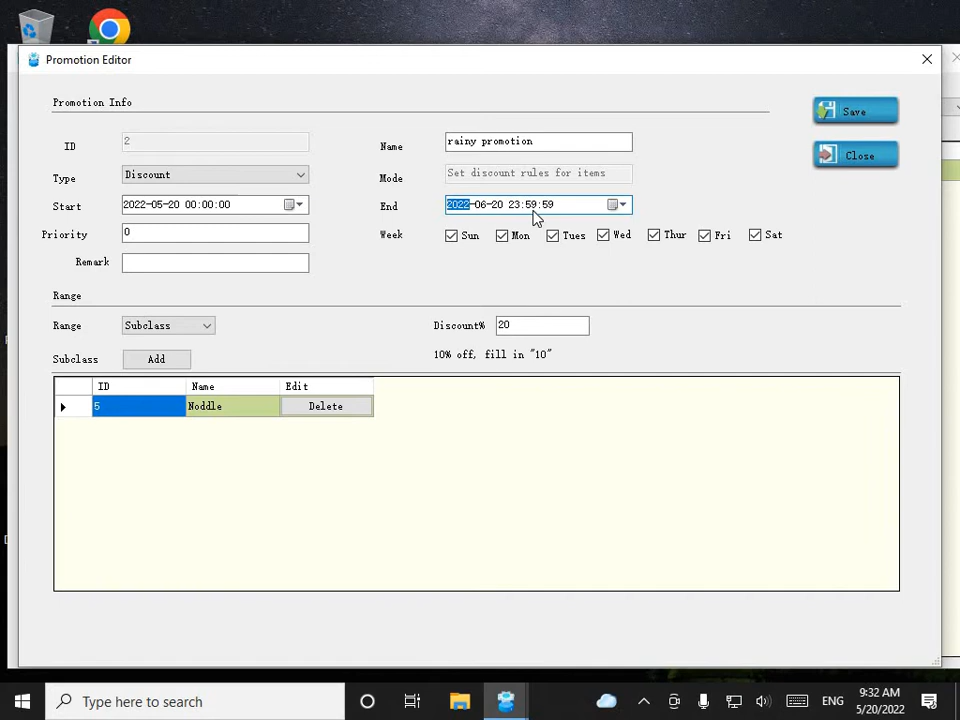 Promotion Editor
Promotion Info
Save
ID 2 Name rainy promotion
Close
Type Discount Mode Set discount rules for items
Start 2022-05-20 00:00:00 End 2022-06-20 23:59:59
Priority 0 Week Sun Mon Tues Wed Thur Fri Sat
Remark
Range
Range Subclass Discount% 20
Subclass Add 10% off, fill in "10"
ID Name Edit
5 Noddle Delete
Type here to search
ENG
9:32 AM
5/20/2022